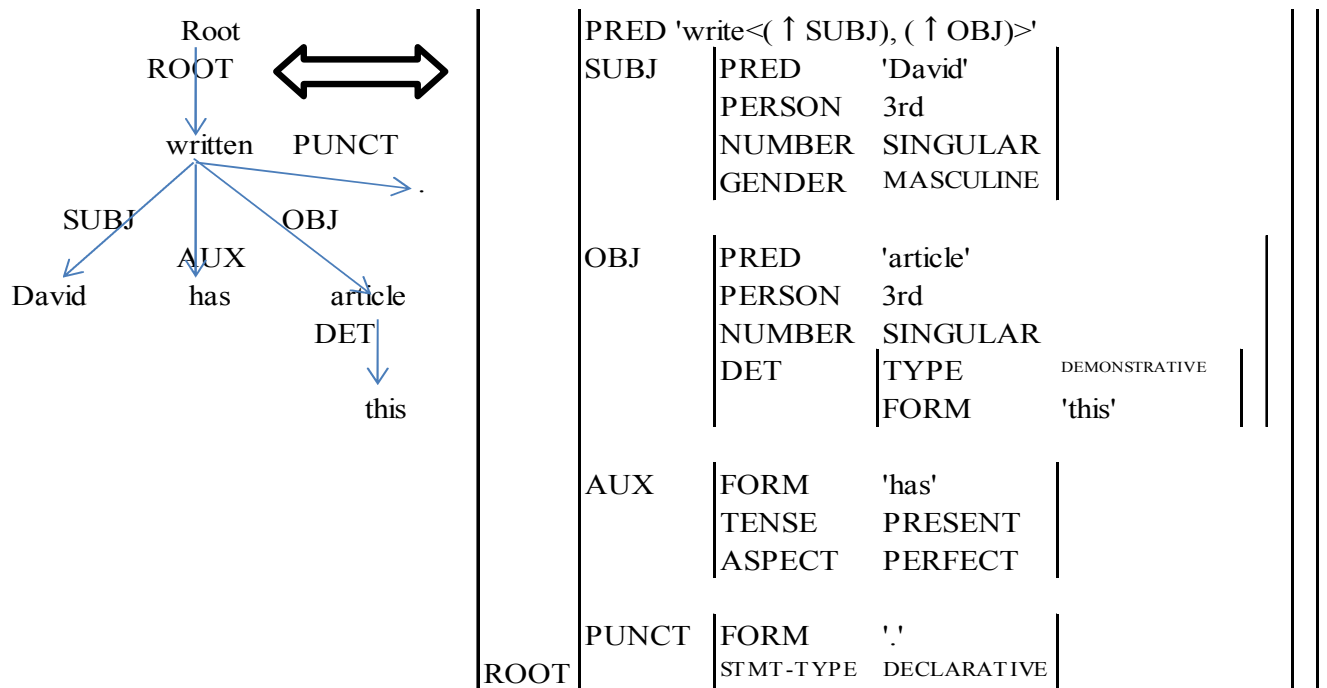 Root
ROOT
written PUNCT
.
SUBJ OBJ
AUX
David has article
DET
this
PRED 'write<(↑SUBJ), (↑OBJ)>'
SUBJ PRED 'David'
PERSON 3rd
NUMBER SINGULAR
GENDER MASCULINE
OBJ PRED 'article'
PERSON 3rd
NUMBER SINGULAR
DET TYPE DEMONSTRATIVE
FORM 'this'
AUX FORM 'has'
TENSE PRESENT
ASPECT PERFECT
PUNCT FORM '.'
ROOT STMT-TYPE DECLARATIVE